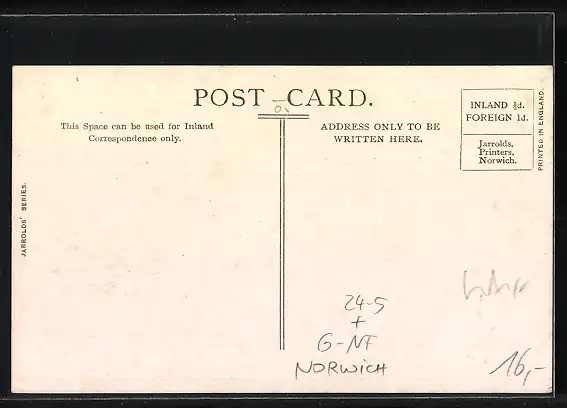 POST CARD.
This Space can be used for Inland
Correspondence only.
ADDRESS ONLY TO BE
WRITTEN HERE.
INLAND ½d.
FOREIGN 1d.
Jarrolds,
Printers,
Norwich.
PRINTED IN ENGLAND.
JARROLDS' SERIES.
24-5
+
G-NF
NORWICH
16,-